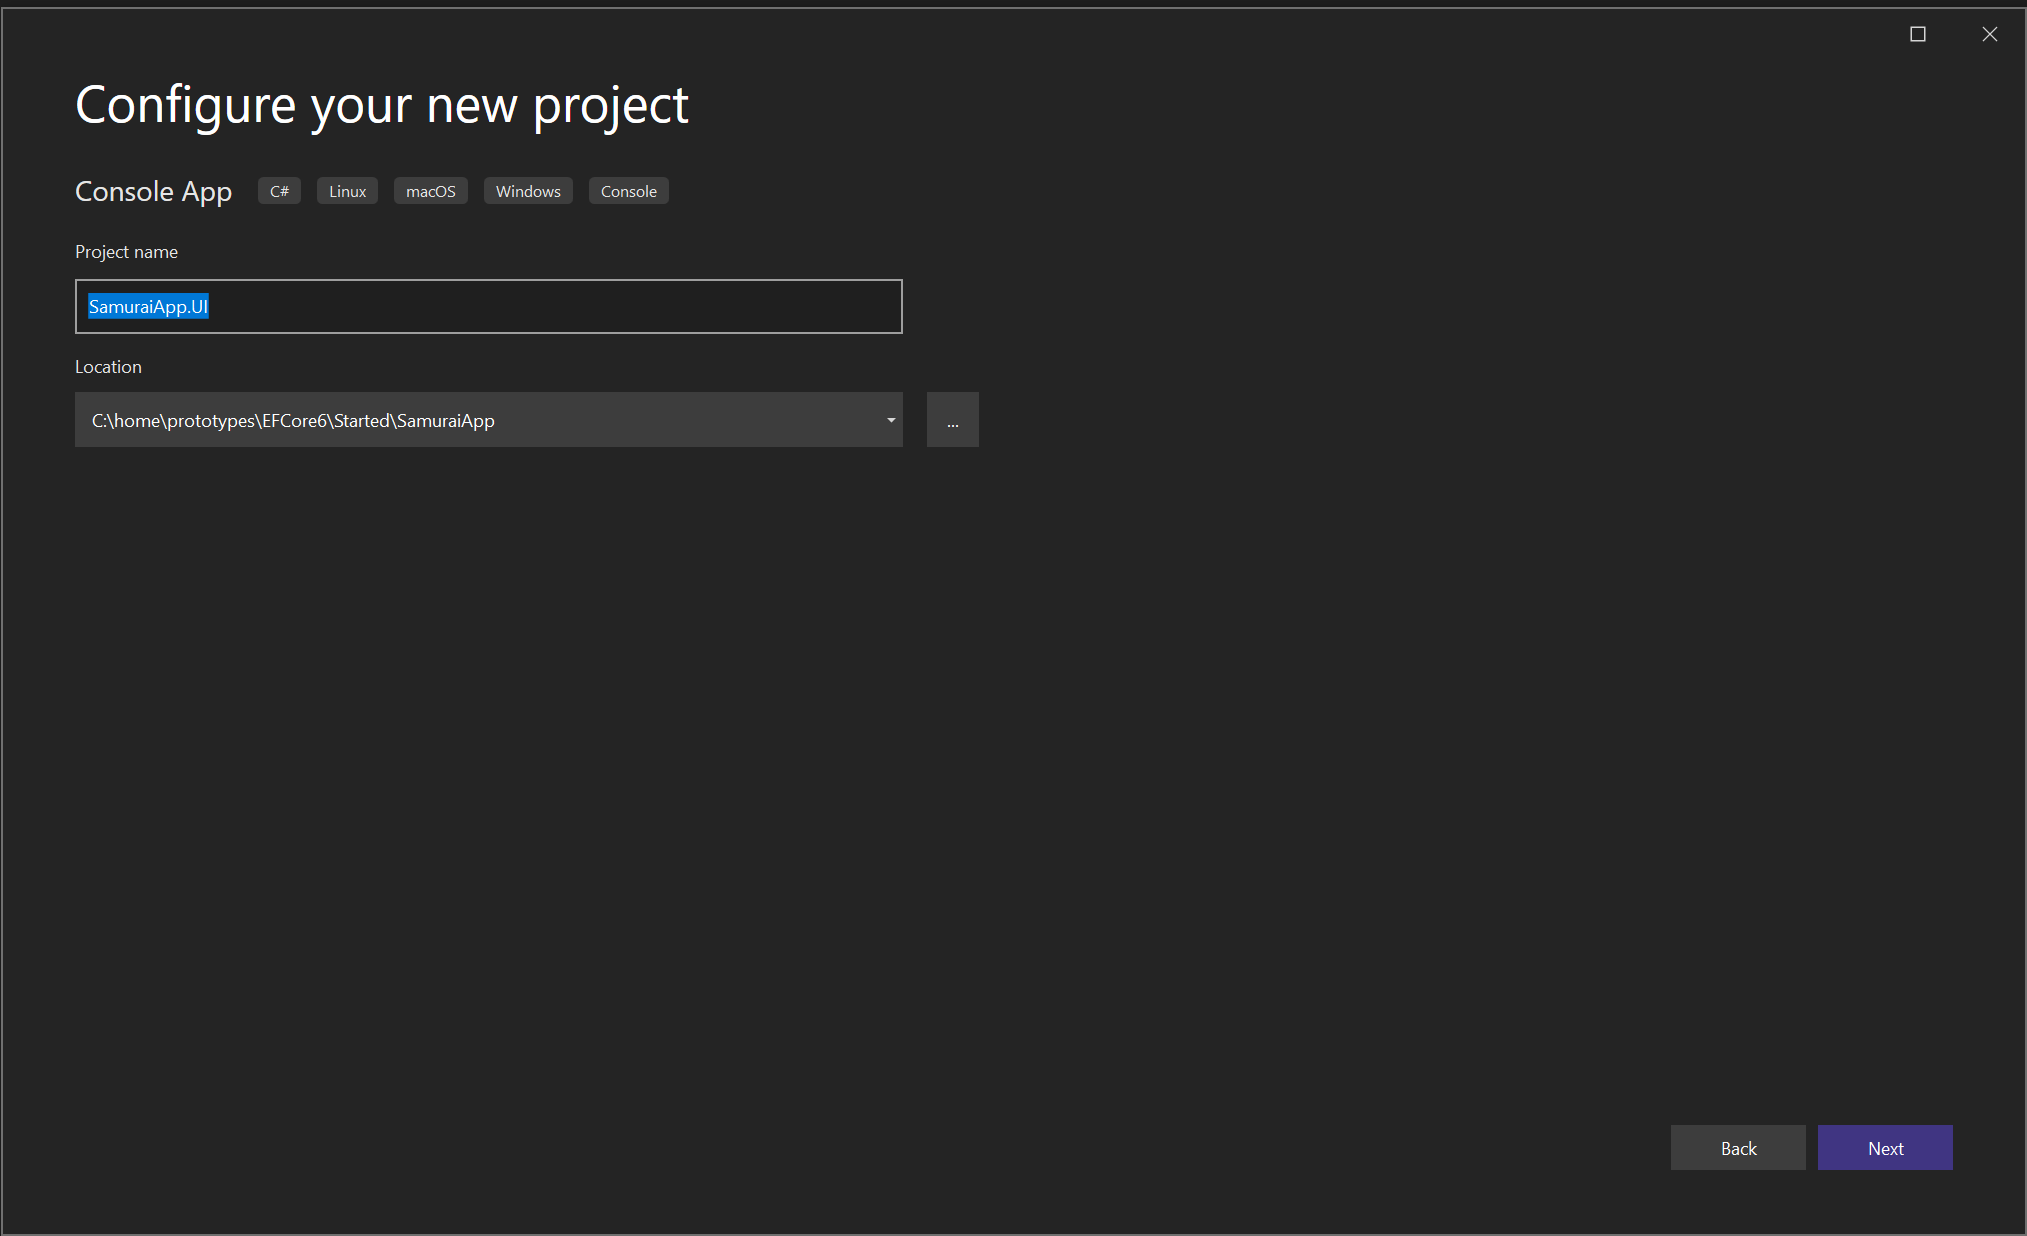 Configure your new project
Console App C# Linux macOS Windows Console
Project name
SamuraiApp.UI
Location
C:\home\prototypes\EFCore6\Started\SamuraiApp ...
Back Next